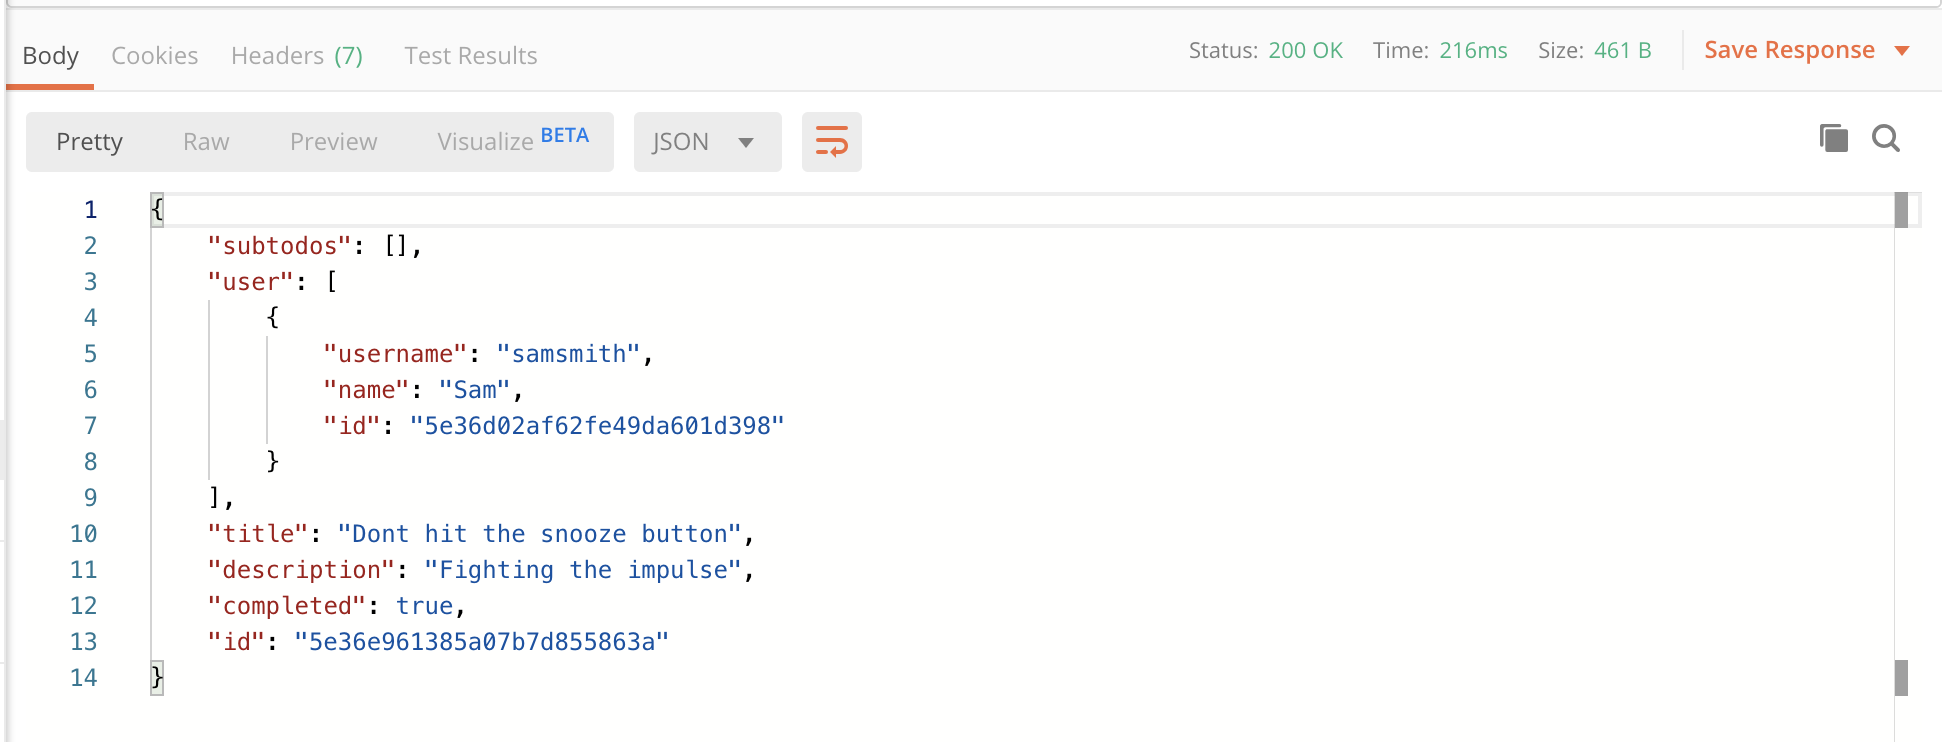 Body Cookies Headers (7) Test Results Status: 200 OK Time: 216ms Size: 461 B Save Response
Pretty Raw Preview Visualize BETA JSON
1 {
2 "subtodos": [],
3 "user": [
4 {
5 "username": "samsmith",
6 "name": "Sam",
7 "id": "5e36d02af62fe49da601d398"
8 }
9 ],
10 "title": "Dont hit the snooze button",
11 "description": "Fighting the impulse",
12 "completed": true,
13 "id": "5e36e961385a07b7d855863a"
14 }